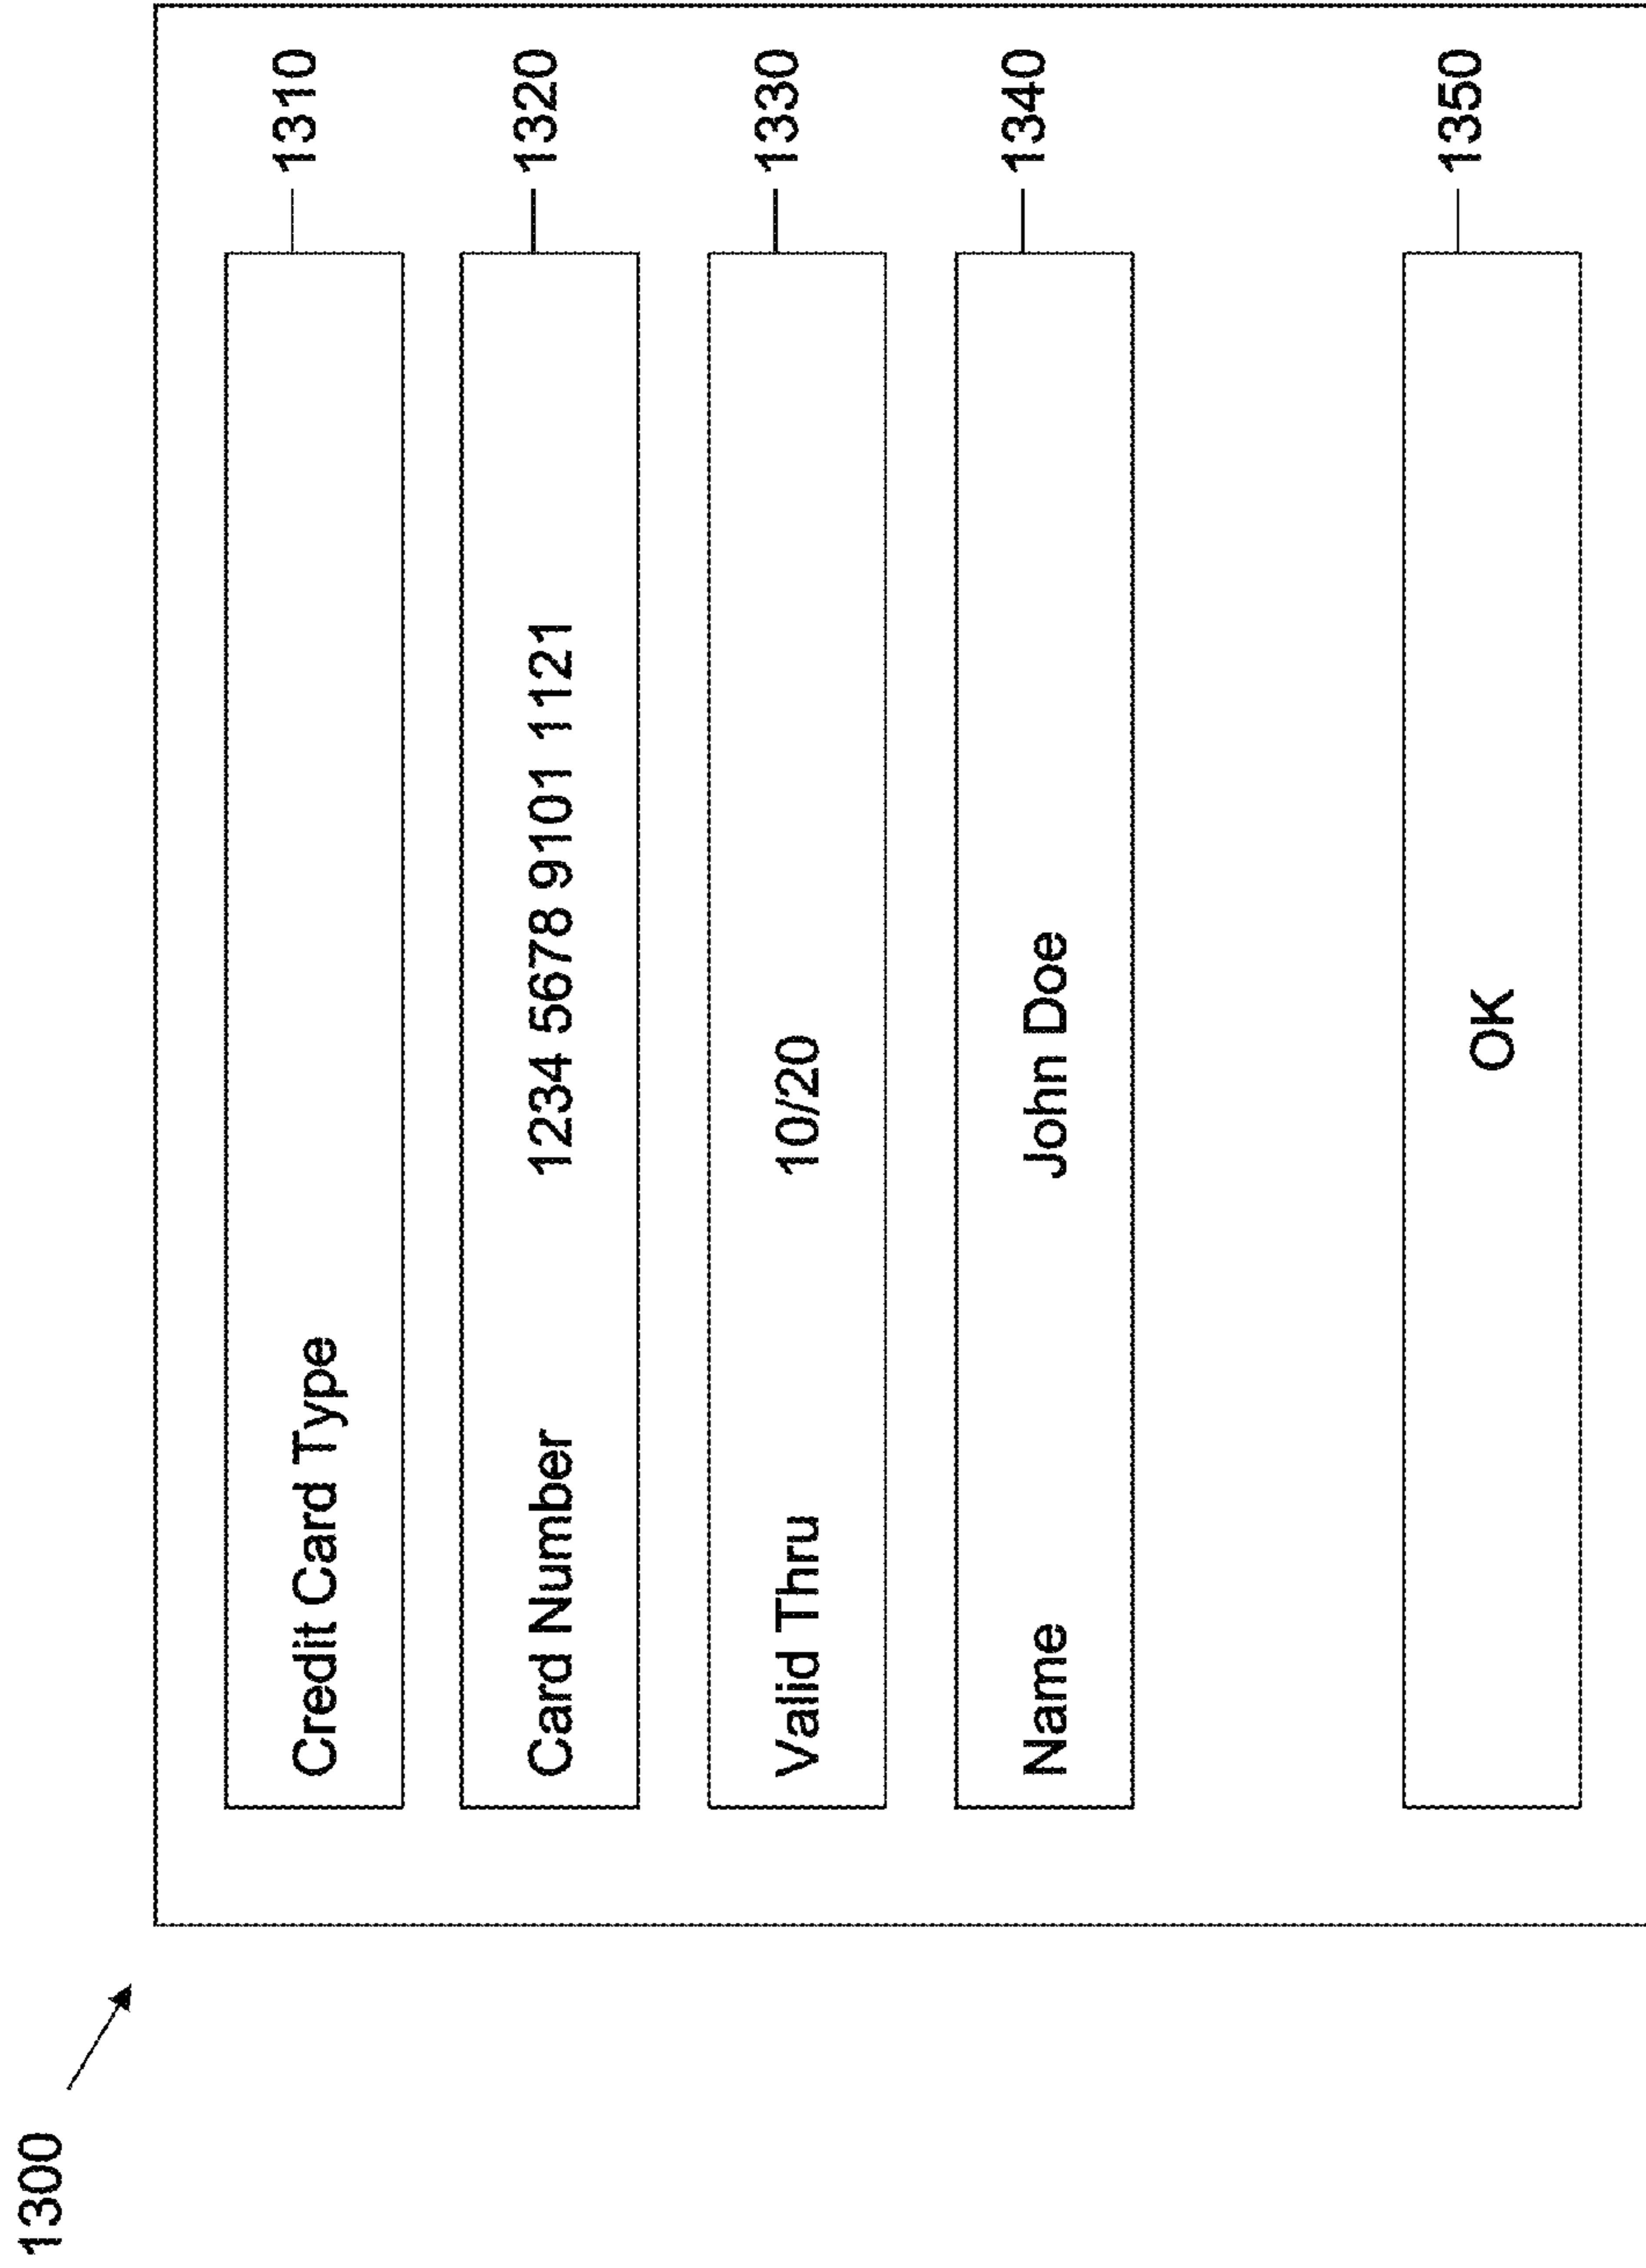 1300
Credit Card Type 1310
Card Number 1234 5678 9101 1121 1320
Valid Thru 10/20 1330
Name John Doe 1340
OK 1350